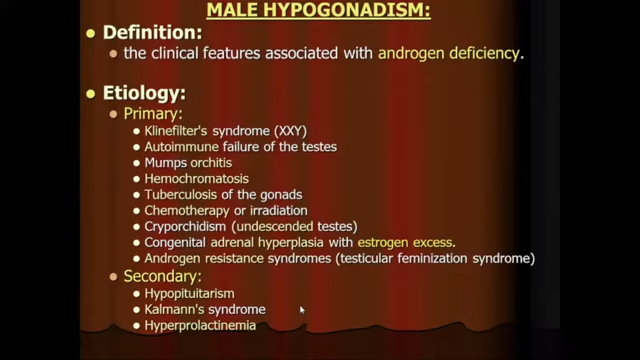 MALE HYPOGONADISM:
Definition:
the clinical features associated with androgen deficiency.
Etiology:
Primary:
Klinefilter's syndrome (XXY)
Autoimmune failure of the testes
Mumps orchitis
Hemochromatosis
Tuberculosis of the gonads
Chemotherapy or irradiation
Cryporchidism (undescended testes)
Congenital adrenal hyperplasia with estrogen excess.
Androgen resistance syndromes (testicular feminization syndrome)
Secondary:
Hypopituitarism
Kalmann's syndrome
Hyperprolactinemia